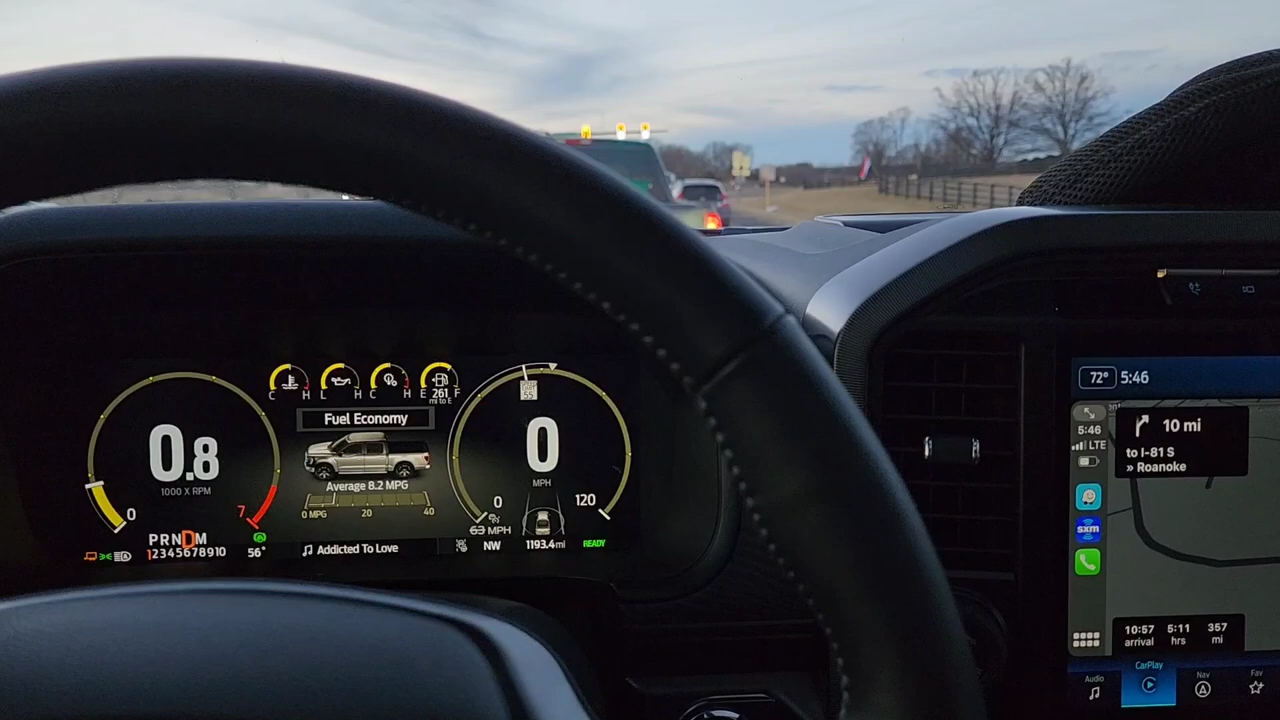 C H
L H
C H
E 261 F
mi to E
Fuel Economy
0.8
1000 X RPM
0
7
PRNDM
12345678910
56°
Average 8.2 MPG
0 MPG 20 40
Addicted To Love
SPEED
LIMIT
55
0
MPH
0
120
63 MPH
NW
1193.4mi
READY
72° 5:46
5:46
LTE
10 mi
to I-81 S
» Roanoke
sxm
10:57 5:11 357
arrival hrs mi
Audio
CarPlay
Nav
Fav